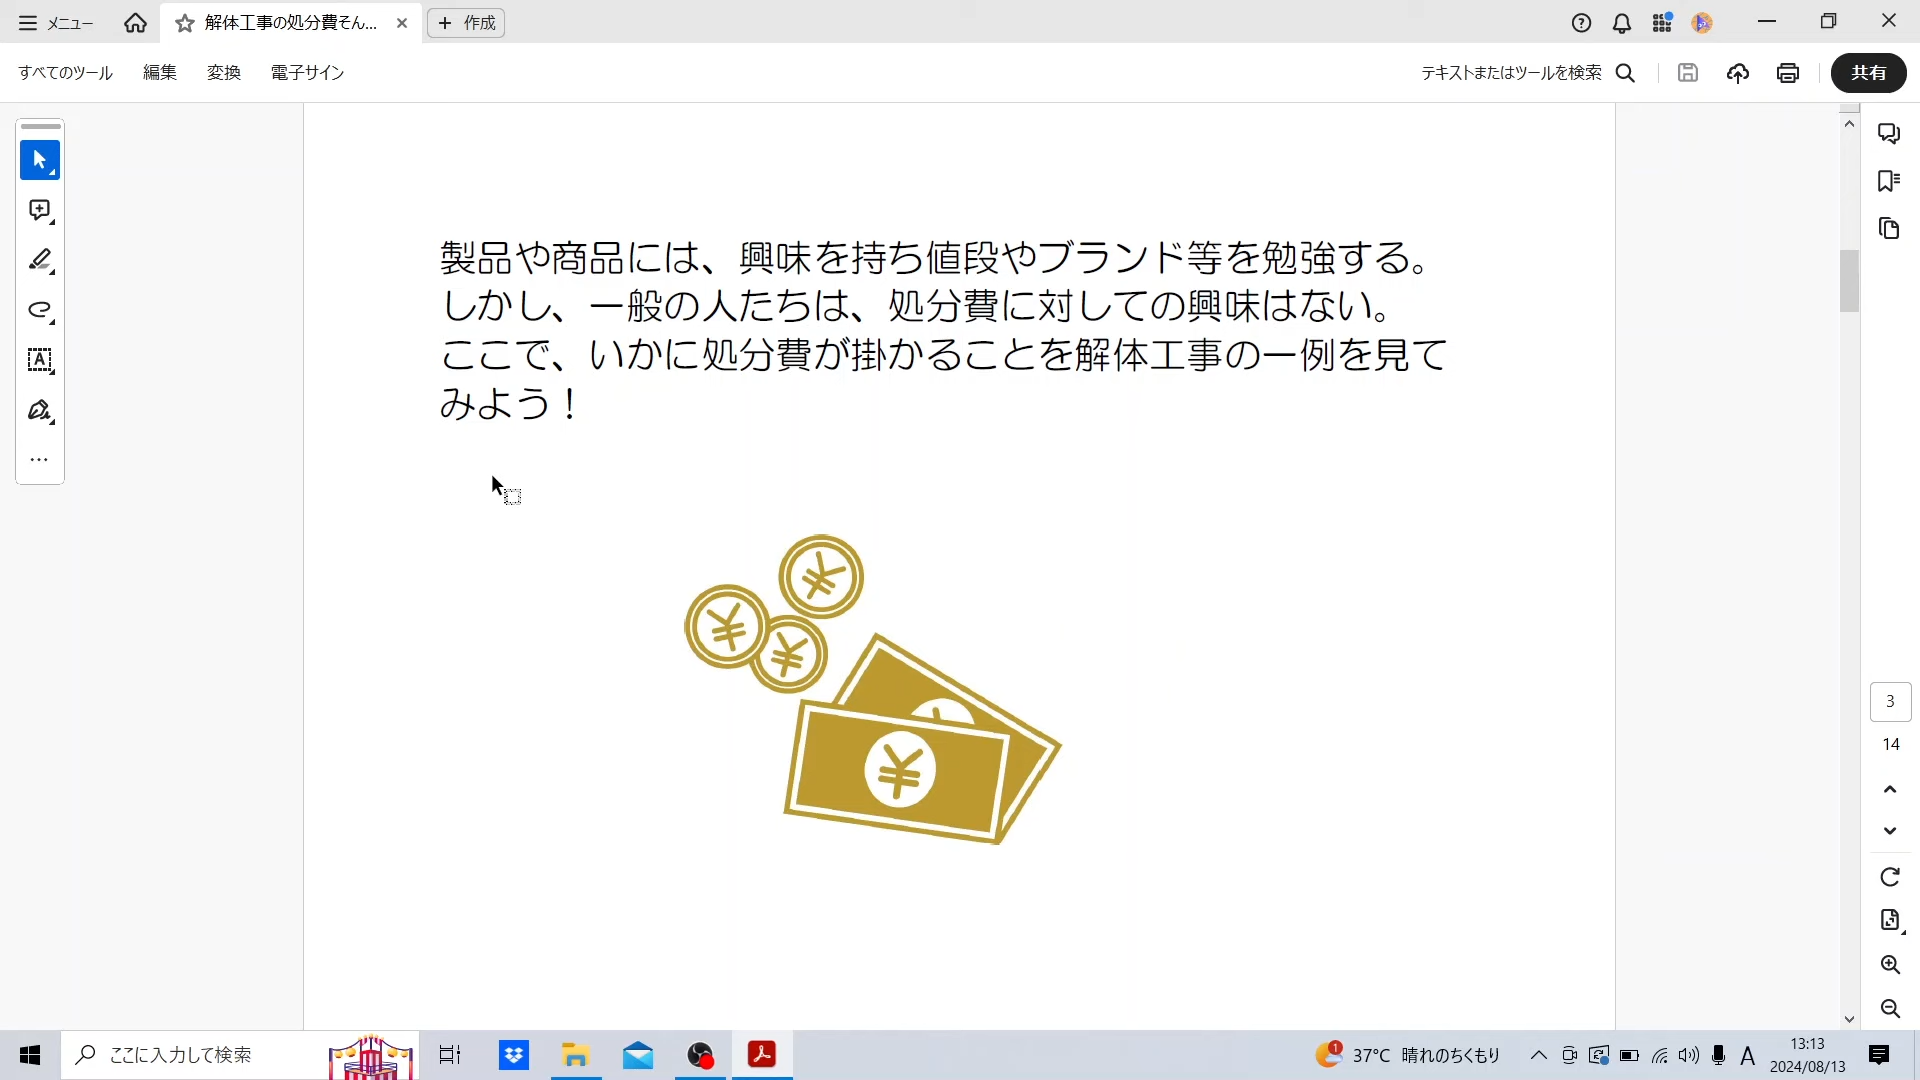 メニュー
解体工事の処分費そん...
作成
すべてのツール
編集
変換
電子サイン
テキストまたはツールを検索
共有
製品や商品には、興味を持ち値段やブランド等を勉強する。
しかし、一般の人たちは、処分費に対しての興味はない。
ここで、いかに処分費が掛かることを解体工事の一例を見て
みよう！
3
14
ここに入力して検索
1
37°C 晴れのちくもり
A
13:13
2024/08/13